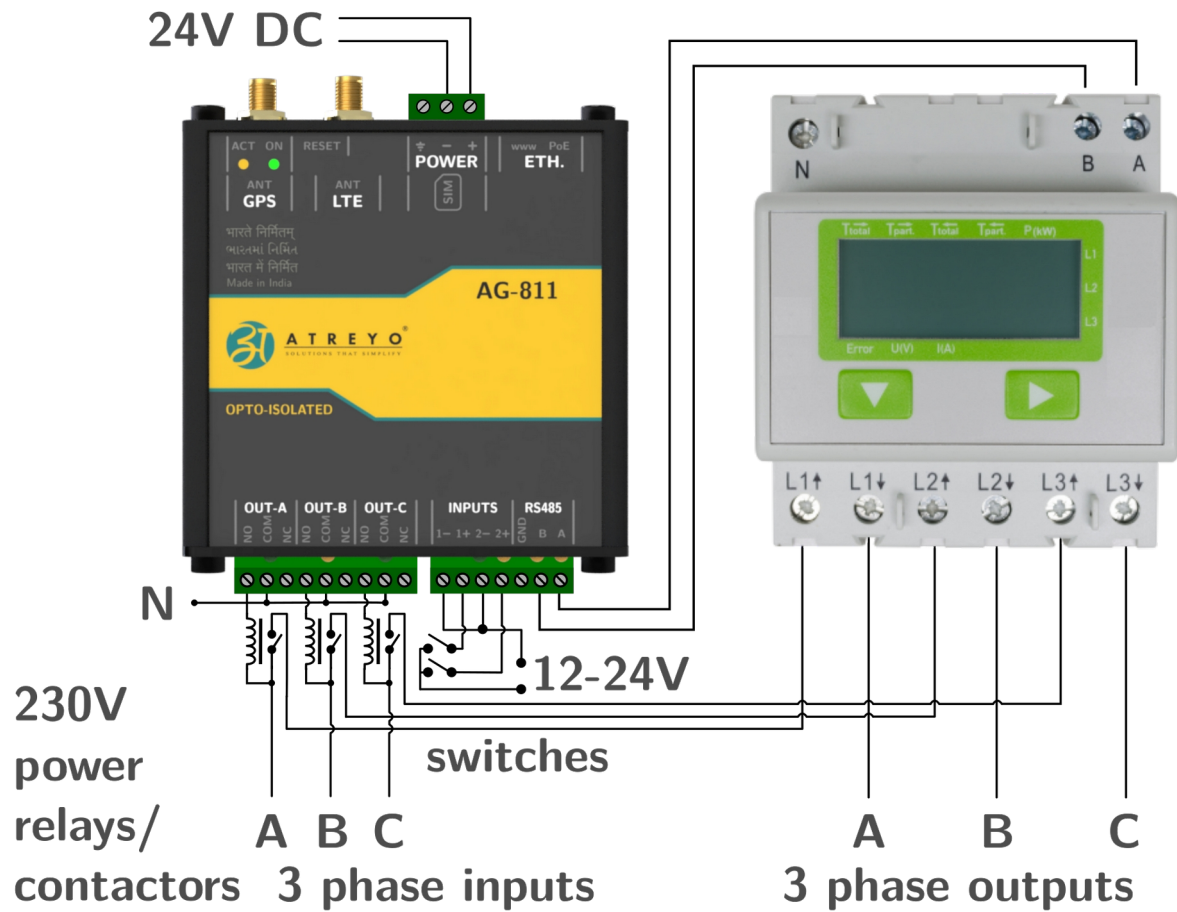 24V DC
ACT ON
RESET
⏚ − +
POWER
www PoE
ETH.
ANT
GPS
ANT
LTE
SIM
भारते निर्मितम्
ભારતમાં નિર્મિત
भारत में निर्मित
Made in India
AG-811
अ
ATREYO®
SOLUTIONS THAT SIMPLIFY
OPTO-ISOLATED
OUT-A OUT-B OUT-C
NO COM NC NO COM NC NO COM NC
INPUTS
1− 1+ 2− 2+
RS485
GND B A
N
B
A
Ttotal Tpart. Ttotal Tpart. P(kW)
L1
L2
L3
Error U(V) I(A)
L1↑ L1↓ L2↑ L2↓ L3↑ L3↓
N
12-24V
switches
230V
power
relays/
contactors
A B C
3 phase inputs
A B C
3 phase outputs